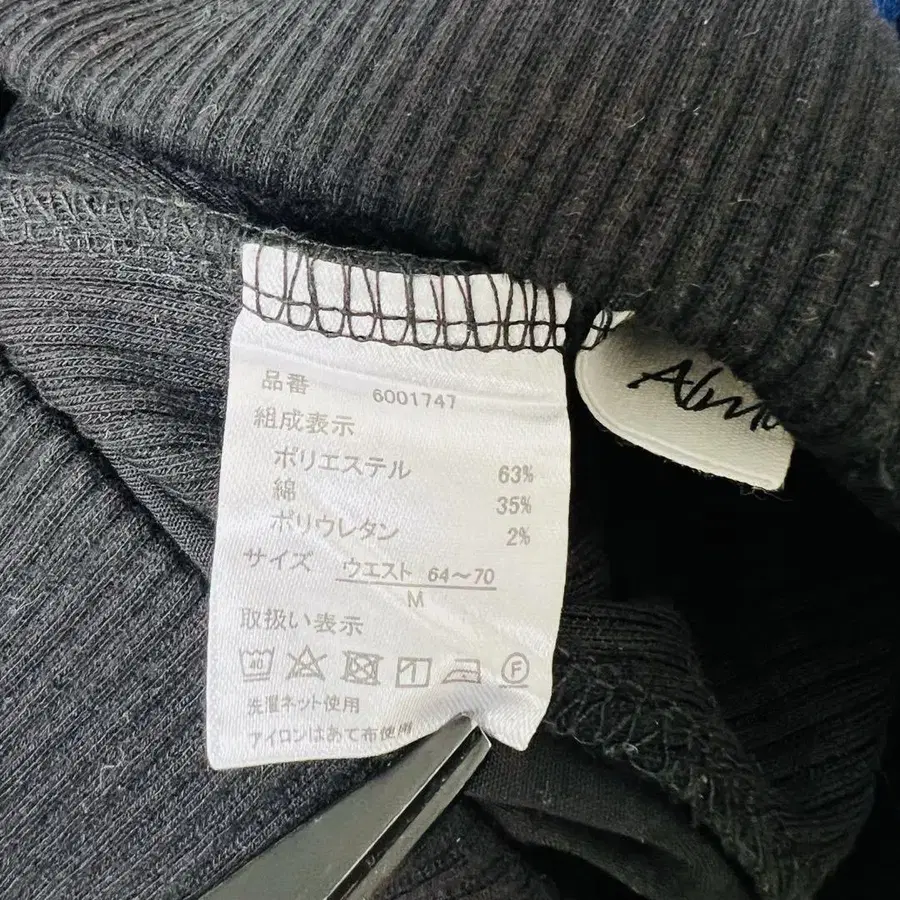 品番 6001747
組成表示
ポリエステル 63%
綿 35%
ポリウレタン 2%
サイズ ウエスト 64〜70
M
取扱い表示
40 F
洗濯ネット使用
アイロンはあて布使用
Almo